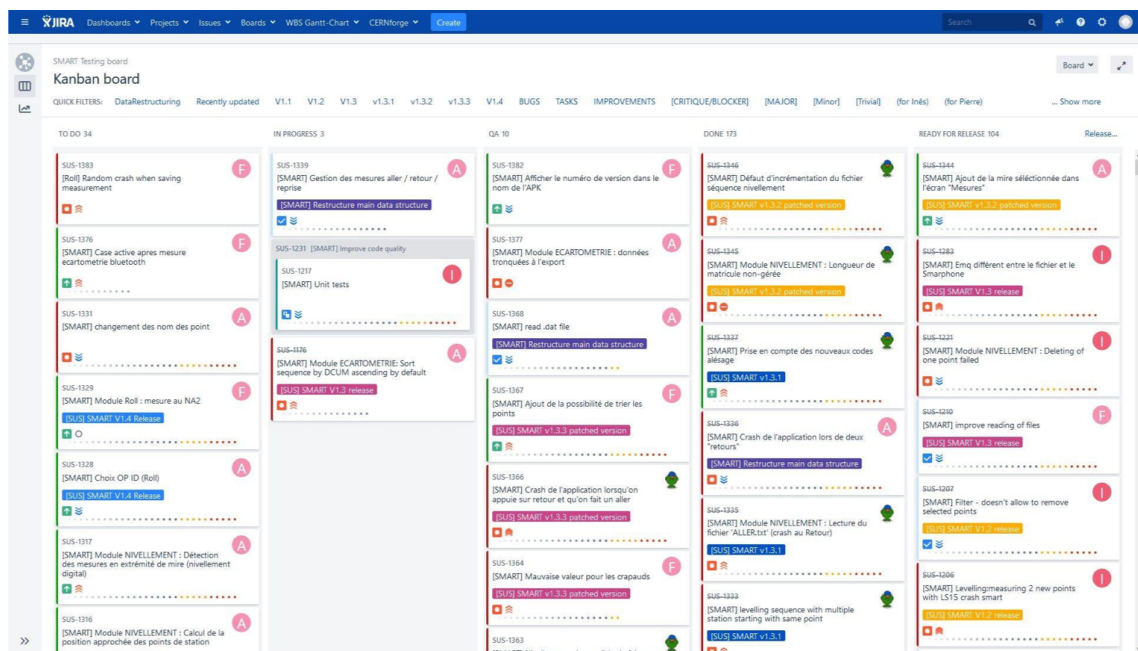 JIRA Dashboards Projects Issues Boards WBS Gantt-Chart CERNforge Create Search
SMART Testing board
Board
Kanban board
QUICK FILTERS: DataRestructuring Recently updated V1.1 V1.2 V1.3 v1.3.1 v1.3.2 v1.3.3 V1.4 BUGS TASKS IMPROVEMENTS [CRITIQUE/BLOCKER] [MAJOR] [Minor] [Trivial] (for Inés) (for Pierre) ... Show more
TO DO 34
SUS-1383
F
[Roll] Random crash when saving
measurement
SUS-1376
F
[SMART] Case active apres mesure
ecartometrie bluetooth
SUS-1331
A
[SMART] changement des nom des point
SUS-1329
F
[SMART] Module Roll : mesure au NA2
[SUS] SMART V1.4 Release
SUS-1328
A
[SMART] Choix OP ID (Roll)
[SUS] SMART V1.4 Release
SUS-1317
A
[SMART] Module NIVELLEMENT : Détection
des mesures en extrémité de mire (nivellement
digital)
SUS-1316
A
[SMART] Module NIVELLEMENT : Calcul de la
position approchée des points de station
IN PROGRESS 3
SUS-1339
A
[SMART] Gestion des mesures aller / retour /
reprise
[SMART] Restructure main data structure
SUS-1231 [SMART] Improve code quality
SUS-1217
I
[SMART] Unit tests
SUS-1176
A
[SMART] Module ECARTOMETRIE: Sort
sequence by DCUM ascending by default
[SUS] SMART V1.3 release
QA 10
SUS-1382
F
[SMART] Afficher le numéro de version dans le
nom de l'APK
SUS-1377
A
[SMART] Module ECARTOMETRIE : données
tronquées à l'export
SUS-1368
A
[SMART] read .dat file
[SMART] Restructure main data structure
SUS-1367
F
[SMART] Ajout de la possibilité de trier les
points
[SUS] SMART v1.3.3 patched version
SUS-1366
[SMART] Crash de l'application lorsqu'on
appuie sur retour et qu'on fait un aller
[SUS] SMART v1.3.3 patched version
SUS-1364
F
[SMART] Mauvaise valeur pour les crapauds
[SUS] SMART v1.3.3 patched version
SUS-1363
DONE 173
SUS-1346
[SMART] Défaut d'incrémentation du fichier
séquence nivellement
[SUS] SMART v1.3.2 patched version
SUS-1345
[SMART] Module NIVELLEMENT : Longueur de
matricule non-gérée
[SUS] SMART v1.3.2 patched version
SUS-1337
[SMART] Prise en compte des nouveaux codes
alésage
[SUS] SMART v1.3.1
SUS-1336
A
[SMART] Crash de l'application lors de deux
"retours"
[SMART] Restructure main data structure
SUS-1335
[SMART] Module NIVELLEMENT : Lecture du
fichier 'ALLER.txt' (crash au Retour)
[SUS] SMART v1.3.1
SUS-1333
[SMART] levelling sequence with multiple
station starting with same point
[SUS] SMART v1.3.1
READY FOR RELEASE 104 Release...
SUS-1344
A
[SMART] Ajout de la mire séléctionnée dans
l'écran "Mesures"
[SUS] SMART v1.3.2 patched version
SUS-1283
I
[SMART] Emq différent entre le fichier et le
Smarphone
[SUS] SMART V1.3 release
SUS-1221
I
[SMART] Module NIVELLEMENT : Deleting of
one point failed
SUS-1210
F
[SMART] improve reading of files
[SUS] SMART V1.3 release
SUS-1207
I
[SMART] Filter - doesn't allow to remove
selected points
[SUS] SMART V1.2 release
SUS-1206
I
[SMART] Levelling:measuring 2 new points
with LS15 crash smart
[SUS] SMART V1.2 release